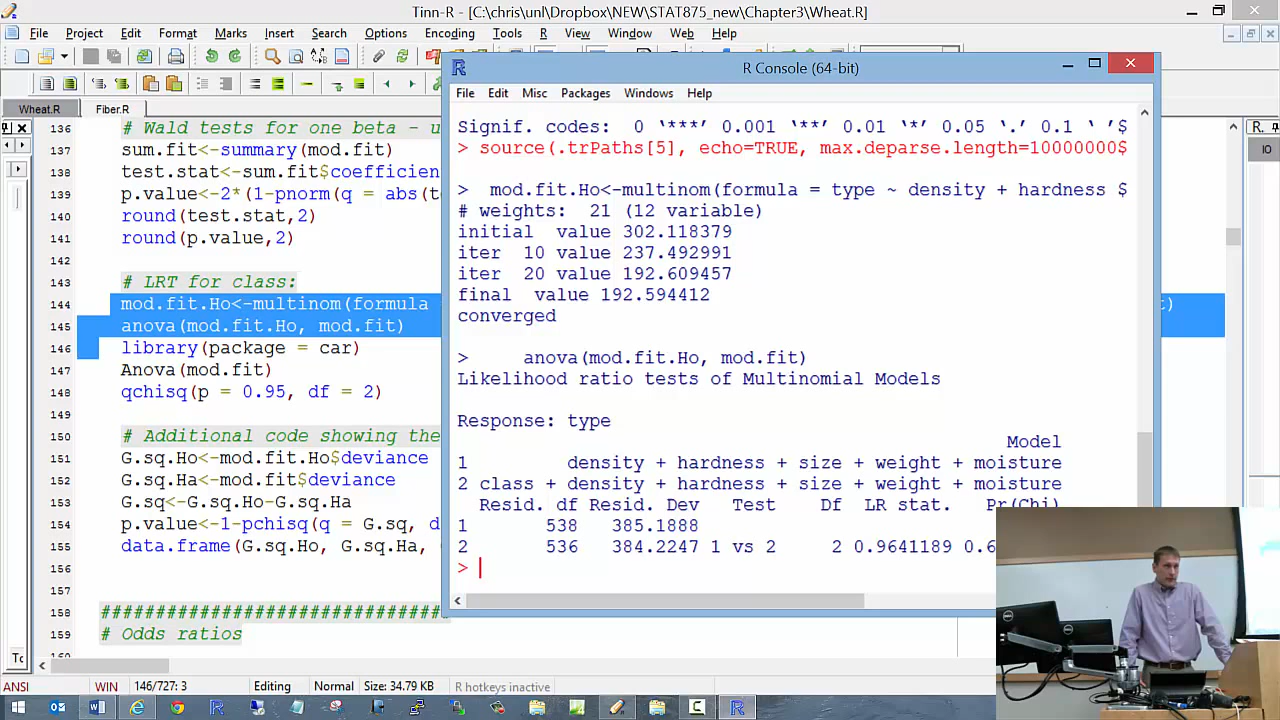 Tinn-R - [C:\chris\unl\Dropbox\NEW\STAT875_new\Chapter3\Wheat.R]
File Project Edit Format Marks Insert Search Options Encoding Tools R View Window Web Help
Wheat.R Fiber.R
136 # Wald tests for one beta - u
137 sum.fit<-summary(mod.fit)
138 test.stat<-sum.fit$coefficien
139 p.value<-2*(1-pnorm(q = abs(te
140 round(test.stat,2)
141 round(p.value,2)
142
143 # LRT for class:
144 mod.fit.Ho<-multinom(formula t)
145 anova(mod.fit.Ho, mod.fit)
146 library(package = car)
147 Anova(mod.fit)
148 qchisq(p = 0.95, df = 2)
149
150 # Additional code showing the
151 G.sq.Ho<-mod.fit.Ho$deviance
152 G.sq.Ha<-mod.fit$deviance
153 G.sq<-G.sq.Ho-G.sq.Ha
154 p.value<-1-pchisq(q = G.sq, d
155 data.frame(G.sq.Ho, G.sq.Ha,
156
157
158 ###############################
159 # Odds ratios
160
R Console (64-bit)
File Edit Misc Packages Windows Help
Signif. codes: 0 ‘***’ 0.001 ‘**’ 0.01 ‘*’ 0.05 ‘.’ 0.1 ‘ ’$
> source(.trPaths[5], echo=TRUE, max.deparse.length=10000000$
> mod.fit.Ho<-multinom(formula = type ~ density + hardness $
# weights: 21 (12 variable)
initial value 302.118379
iter 10 value 237.492991
iter 20 value 192.609457
final value 192.594412
converged
> anova(mod.fit.Ho, mod.fit)
Likelihood ratio tests of Multinomial Models
Response: type
Model
1 density + hardness + size + weight + moisture
2 class + density + hardness + size + weight + moisture
Resid. df Resid. Dev Test Df LR stat. Pr(Chi)
1 538 385.1888
2 536 384.2247 1 vs 2 2 0.9641189 0.6
>
R.
IO
Tc
ANSI WIN 146/727: 3 Editing Normal Size: 34.79 KB R hotkeys inactive